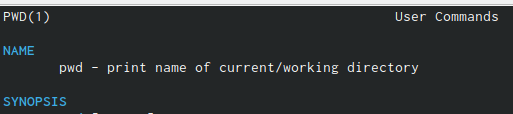 PWD(1) User Commands
NAME
pwd - print name of current/working directory
SYNOPSIS